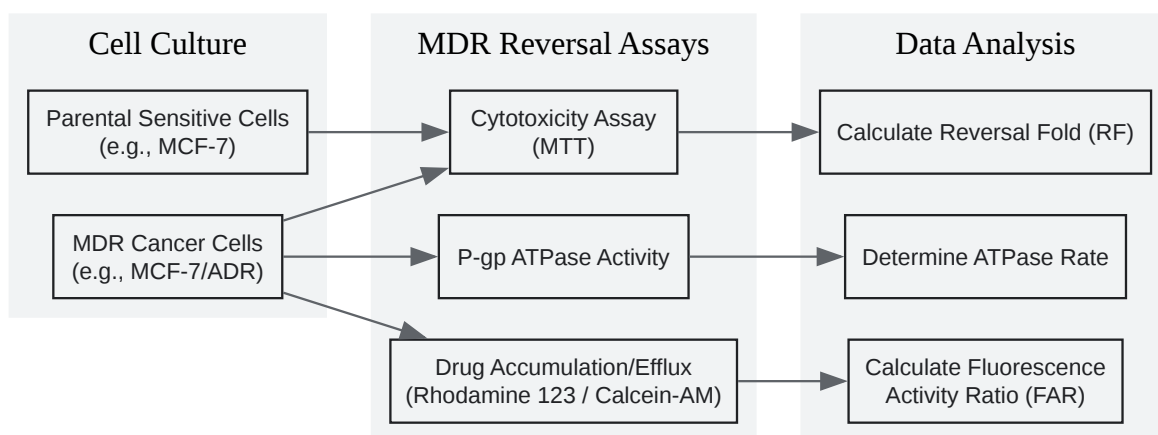 Cell Culture
Parental Sensitive Cells
(e.g., MCF-7)
MDR Cancer Cells
(e.g., MCF-7/ADR)
MDR Reversal Assays
Cytotoxicity Assay
(MTT)
P-gp ATPase Activity
Drug Accumulation/Efflux
(Rhodamine 123 / Calcein-AM)
Data Analysis
Calculate Reversal Fold (RF)
Determine ATPase Rate
Calculate Fluorescence
Activity Ratio (FAR)